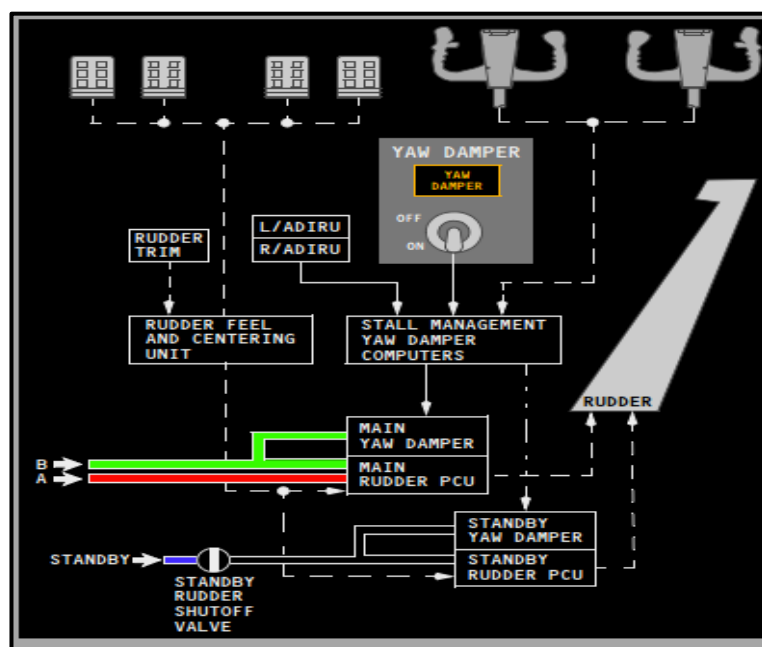 YAW DAMPER
YAW
DAMPER
OFF
ON
L/ADIRU
R/ADIRU
RUDDER
TRIM
RUDDER FEEL
AND CENTERING
UNIT
STALL MANAGEMENT
YAW DAMPER
COMPUTERS
RUDDER
MAIN
YAW DAMPER
B
MAIN
RUDDER PCU
A
STANDBY
YAW DAMPER
STANDBY
STANDBY
RUDDER PCU
STANDBY
RUDDER
SHUTOFF
VALVE